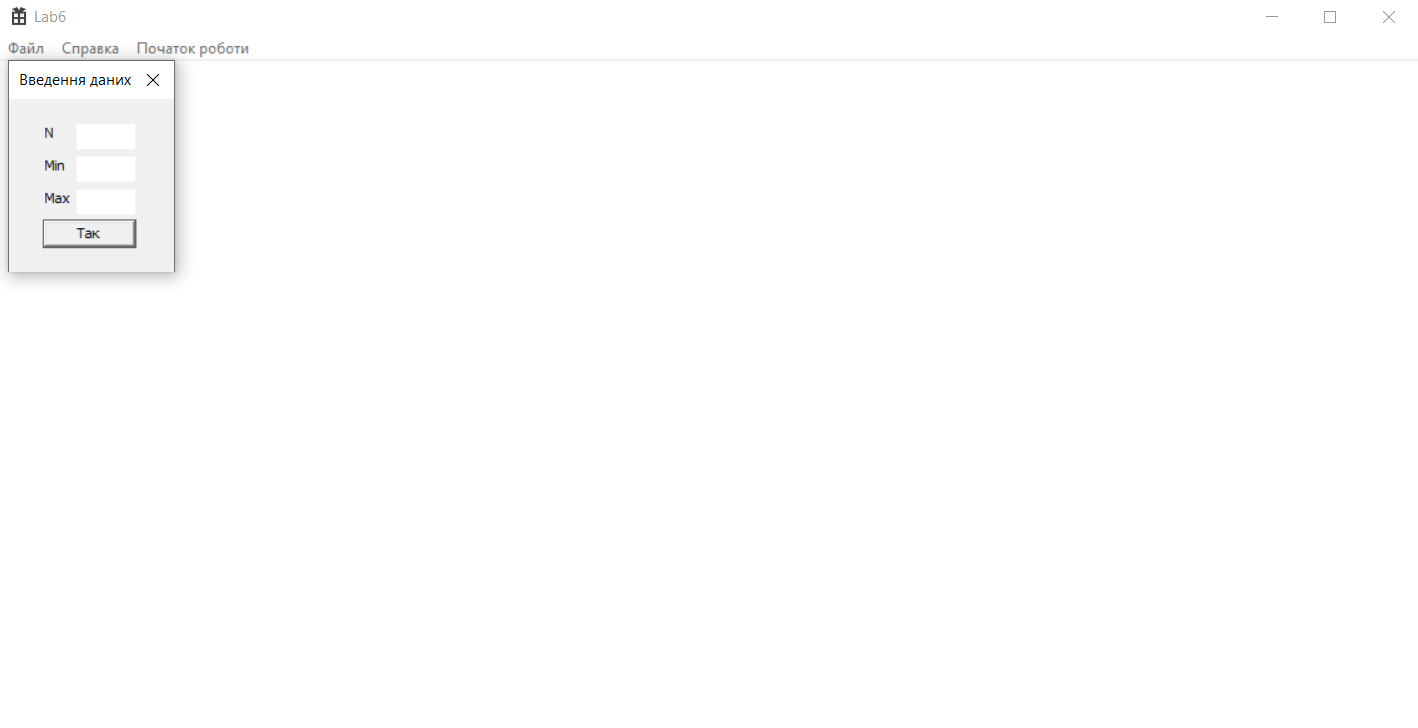 Lab6
Файл Справка Початок роботи
Введення даних
N
Min
Max
Так